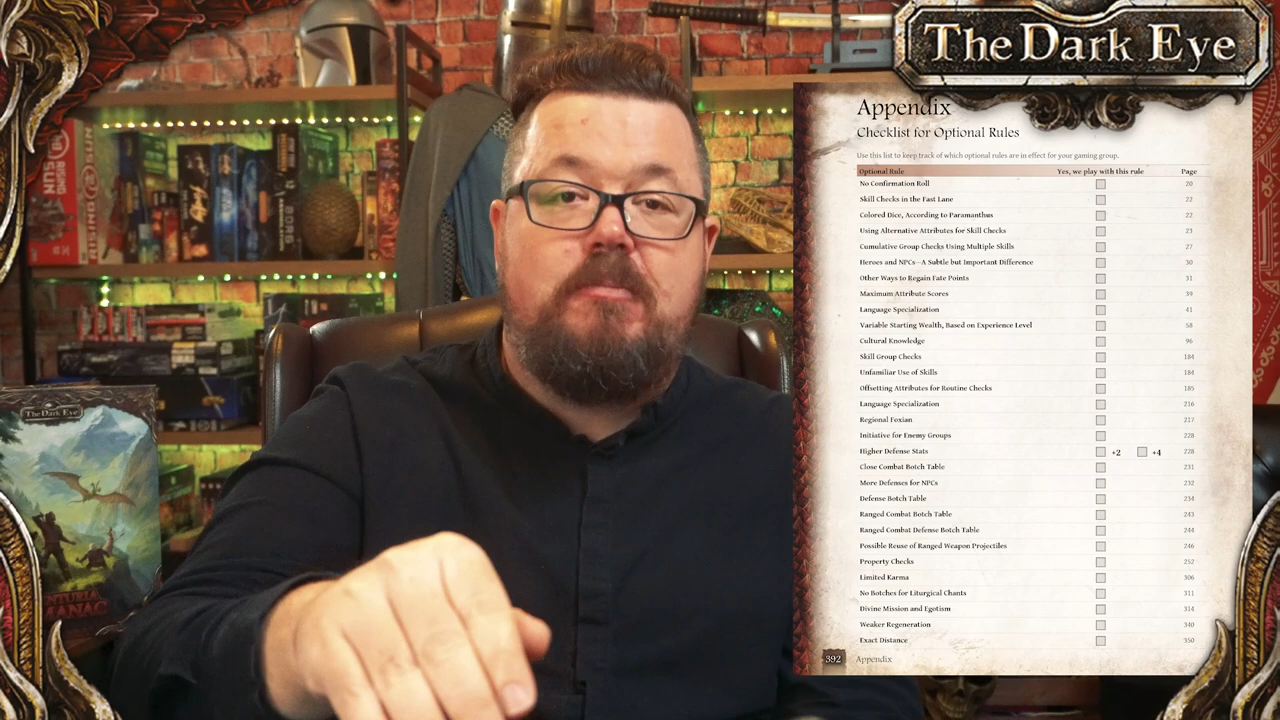 The Dark Eye
Appendix
Checklist for Optional Rules
Use this list to keep track of which optional rules are in effect for your gaming group.
Optional Rule Yes, we play with this rule Page
No Confirmation Roll 20
Skill Checks in the Fast Lane 22
Colored Dice, According to Paramanthus 22
Using Alternative Attributes for Skill Checks 23
Cumulative Group Checks Using Multiple Skills 27
Heroes and NPCs—A Subtle but Important Difference 30
Other Ways to Regain Fate Points 31
Maximum Attribute Scores 39
Language Specialization 41
Variable Starting Wealth, Based on Experience Level 58
Cultural Knowledge 96
Skill Group Checks 184
Unfamiliar Use of Skills 184
Offsetting Attributes for Routine Checks 185
Language Specialization 216
Regional Foxian 217
Initiative for Enemy Groups 228
Higher Defense Stats +2 +4 228
Close Combat Botch Table 231
More Defenses for NPCs 232
Defense Botch Table 234
Ranged Combat Botch Table 243
Ranged Combat Defense Botch Table 244
Possible Reuse of Ranged Weapon Projectiles 246
Property Checks 252
Limited Karma 306
No Botches for Liturgical Chants 311
Divine Mission and Egotism 314
Weaker Regeneration 340
Exact Distance 350
392 Appendix
RISING SUN
RISING SUN
BORG
The Dark Eye